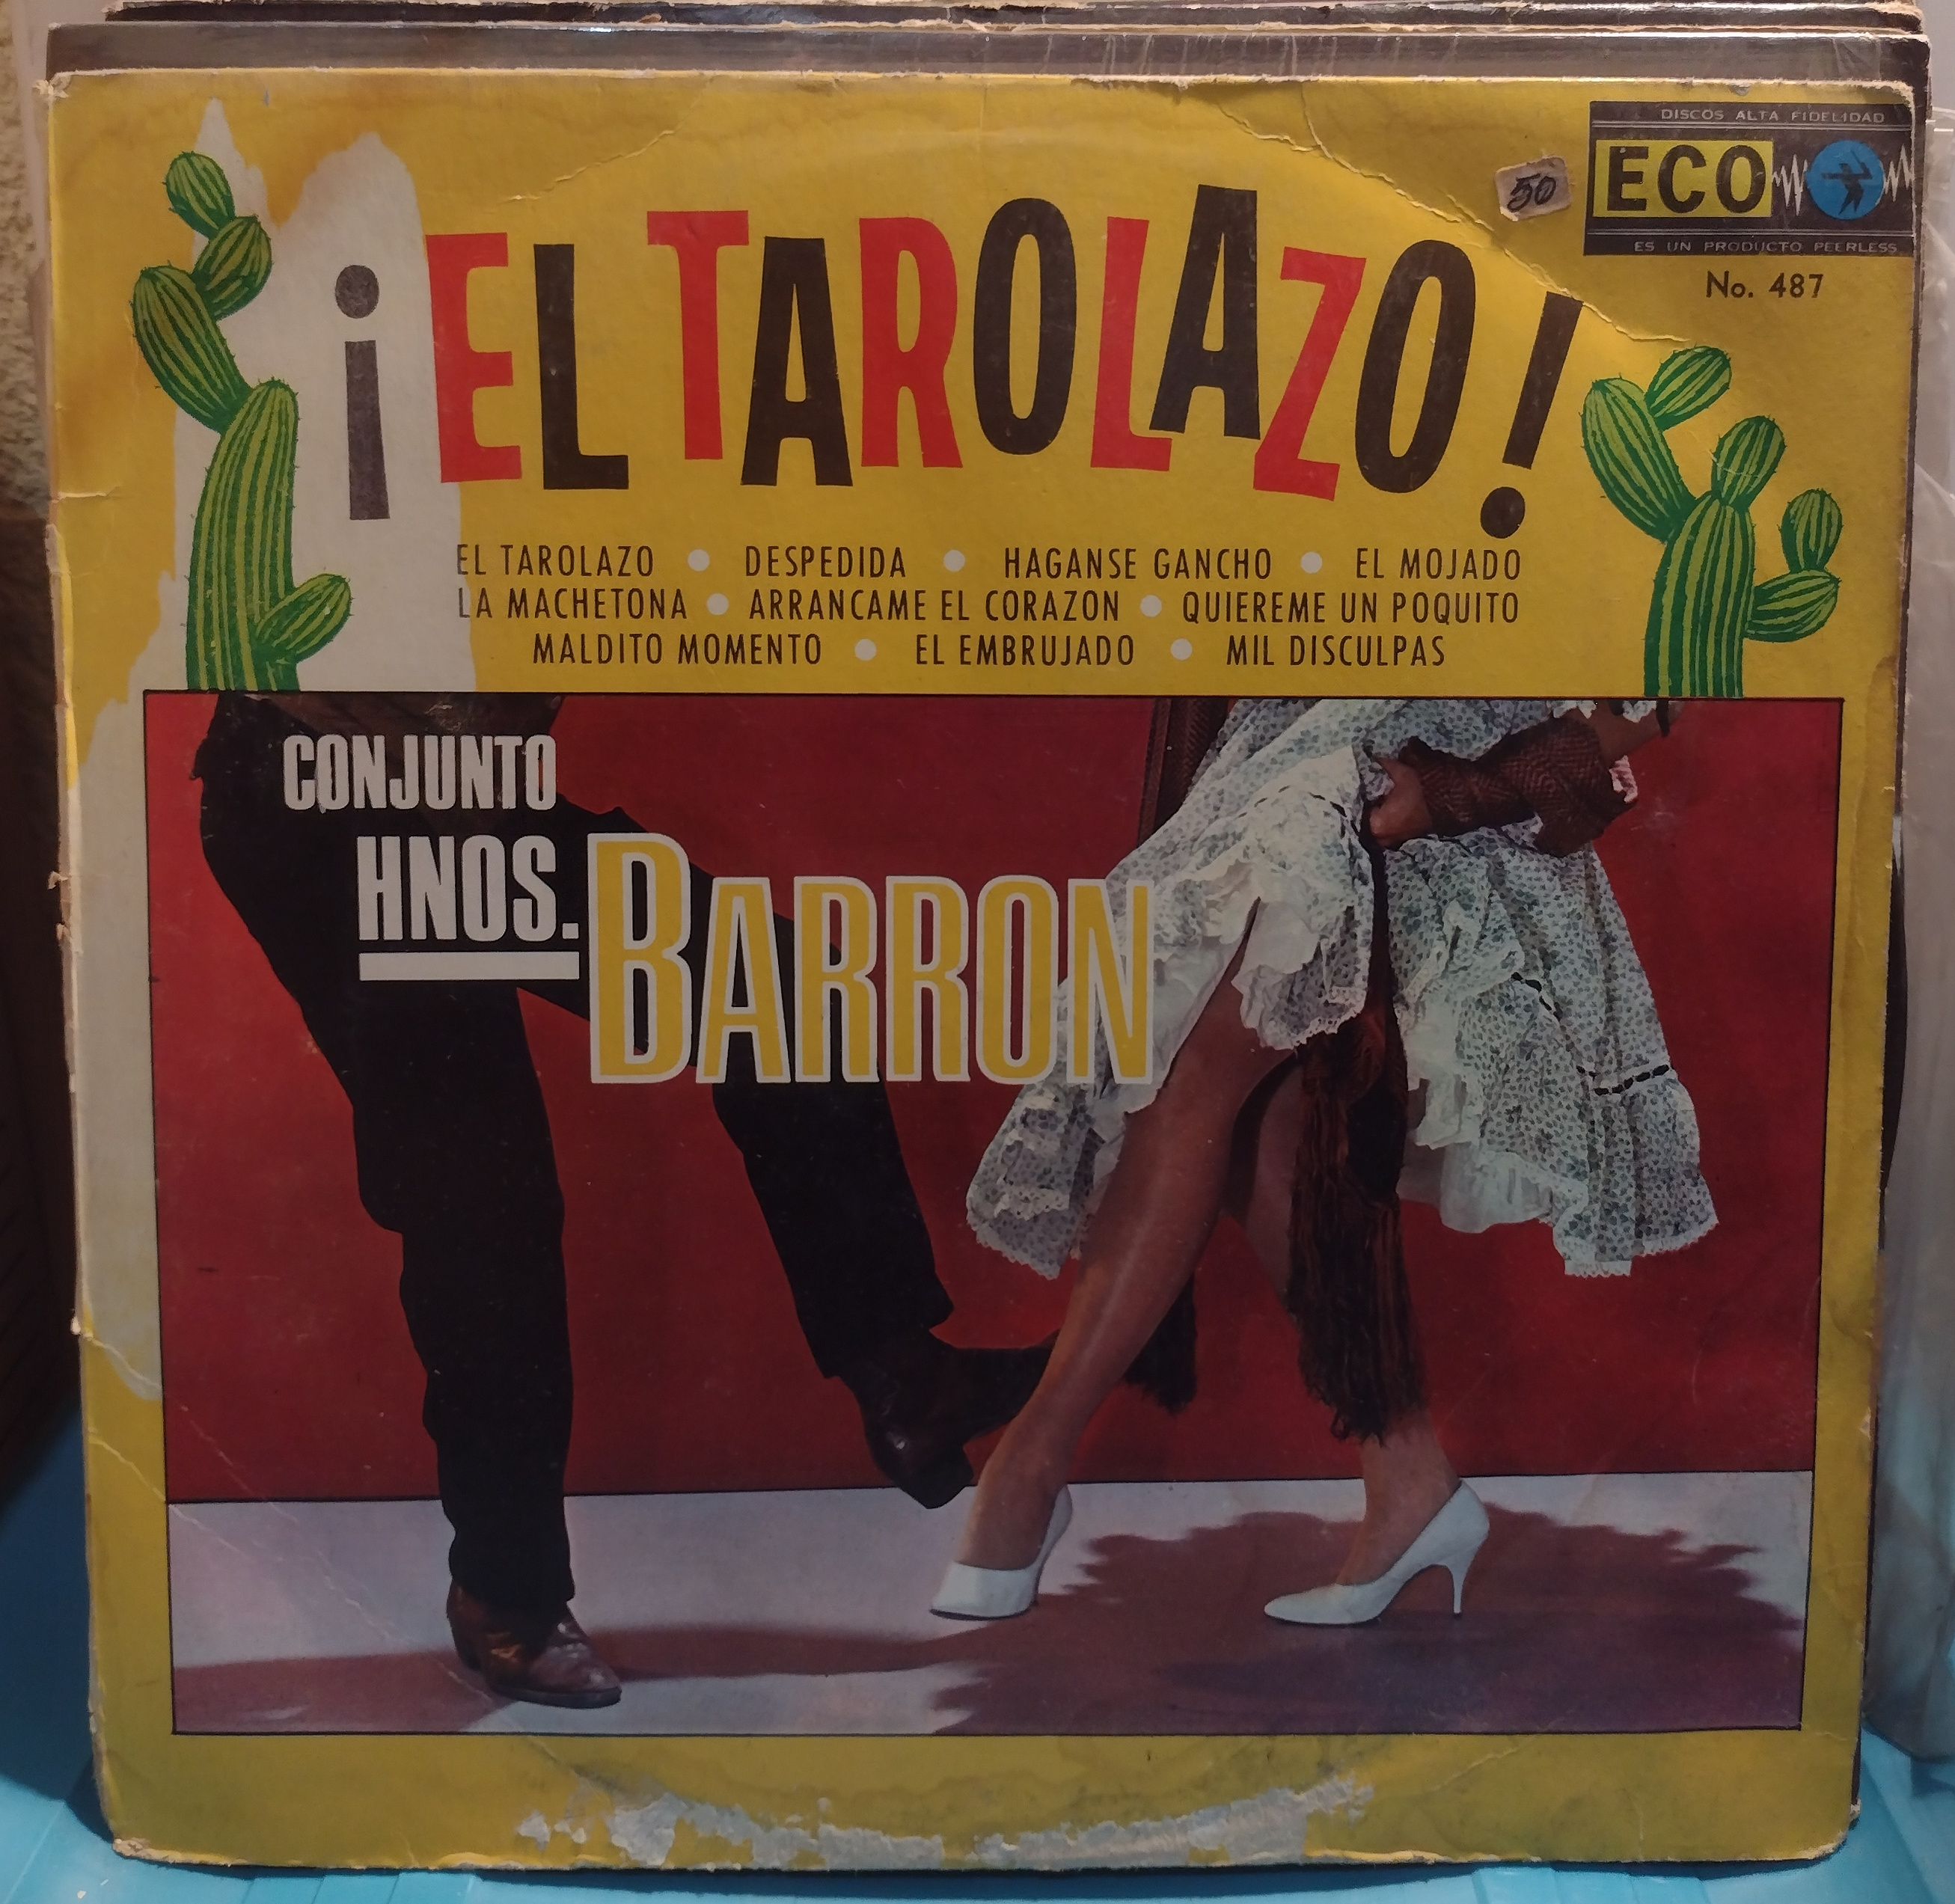 DISCOS ALTA FIDELIDAD
ECO
ES UN PRODUCTO PEERLESS
No. 487
50
¡EL TAROLAZO!
EL TAROLAZO • DESPEDIDA • HAGANSE GANCHO • EL MOJADO
LA MACHETONA • ARRANCAME EL CORAZON • QUIEREME UN POQUITO
MALDITO MOMENTO • EL EMBRUJADO • MIL DISCULPAS
CONJUNTO
HNOS. BARRON